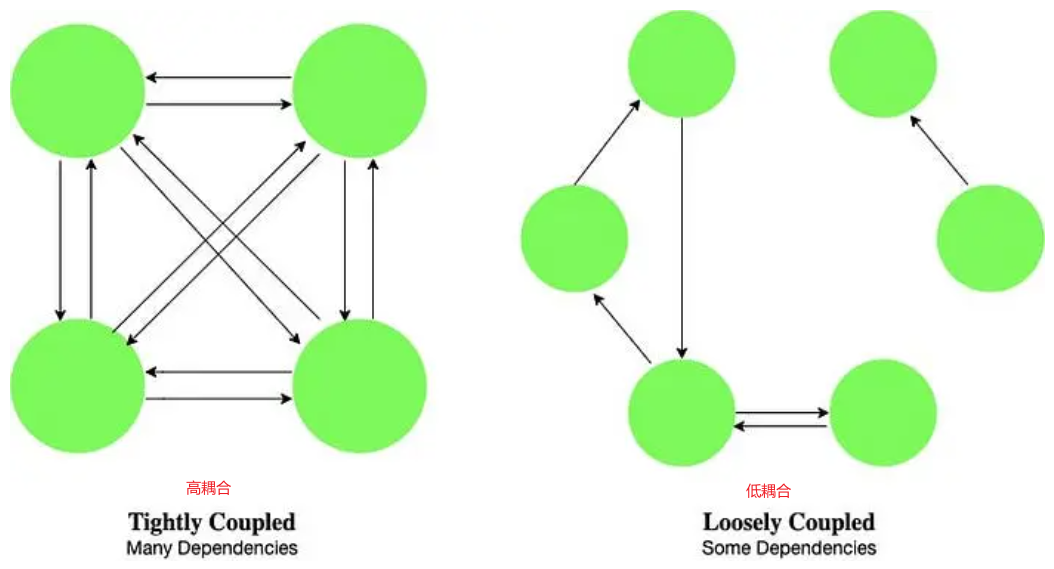 高耦合
Tightly Coupled
Many Dependencies
低耦合
Loosely Coupled
Some Dependencies